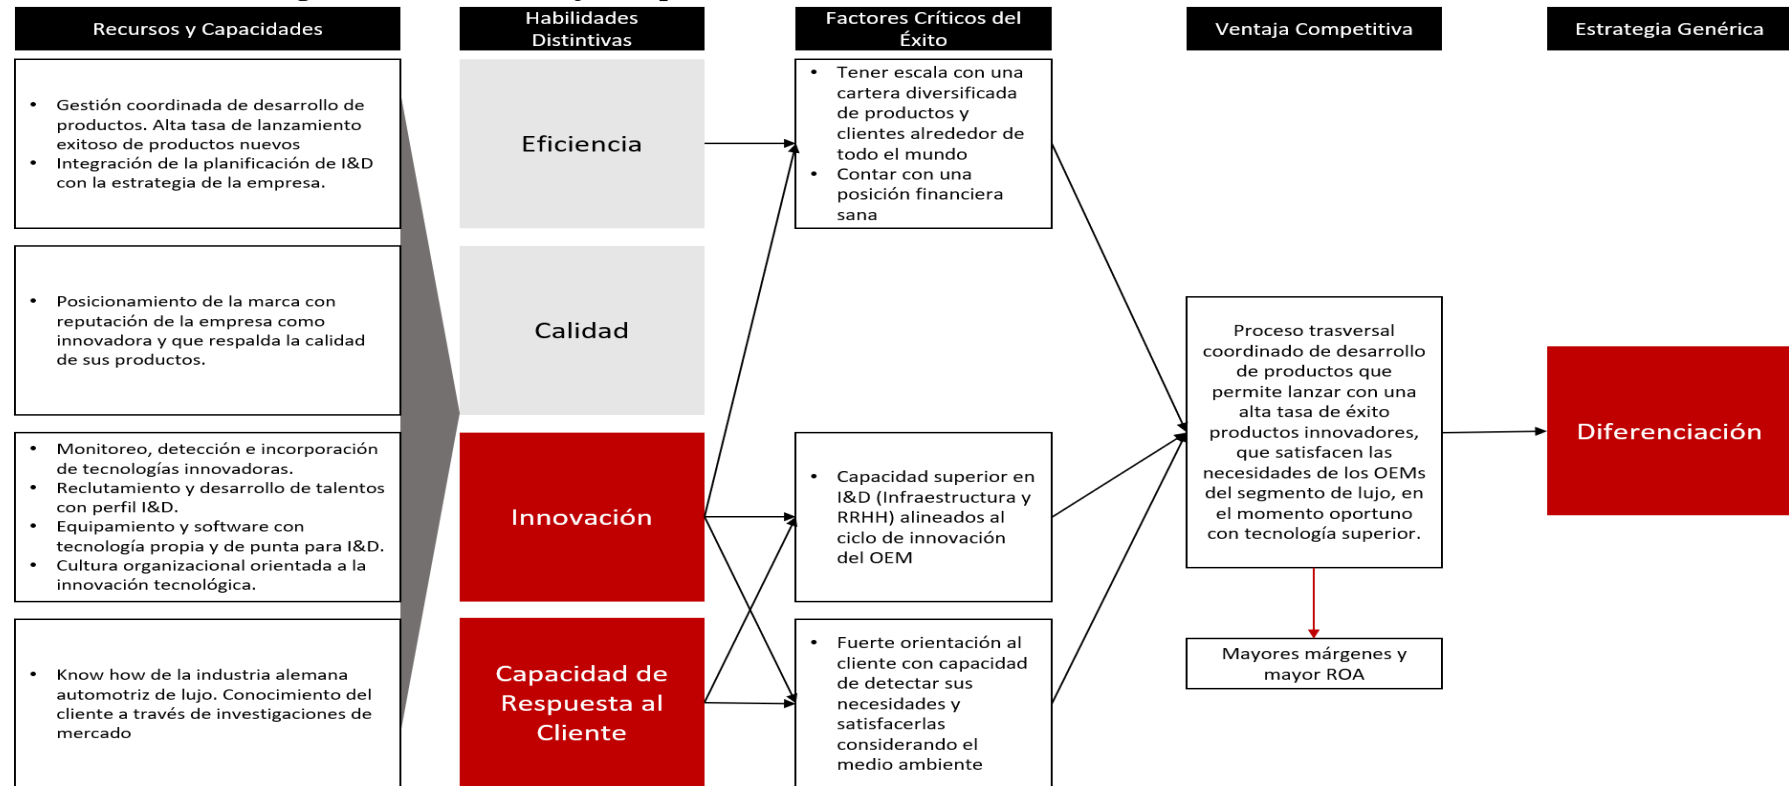 Recursos y Capacidades
Habilidades
Distintivas
Factores Críticos del
Éxito
Ventaja Competitiva
Estrategia Genérica
• Gestión coordinada de desarrollo de
productos. Alta tasa de lanzamiento
exitoso de productos nuevos
• Integración de la planificación de I&D
con la estrategia de la empresa.
• Posicionamiento de la marca con
reputación de la empresa como
innovadora y que respalda la calidad
de sus productos.
• Monitoreo, detección e incorporación
de tecnologías innovadoras.
• Reclutamiento y desarrollo de talentos
con perfil I&D.
• Equipamiento y software con
tecnología propia y de punta para I&D.
• Cultura organizacional orientada a la
innovación tecnológica.
• Know how de la industria alemana
automotriz de lujo. Conocimiento del
cliente a través de investigaciones de
mercado
Eficiencia
Calidad
Innovación
Capacidad de
Respuesta al
Cliente
• Tener escala con una
cartera diversificada
de productos y
clientes alrededor de
todo el mundo
• Contar con una
posición financiera
sana
• Capacidad superior en
I&D (Infraestructura y
RRHH) alineados al
ciclo de innovación
del OEM
• Fuerte orientación al
cliente con capacidad
de detectar sus
necesidades y
satisfacerlas
considerando el
medio ambiente
Proceso trasversal
coordinado de desarrollo
de productos que
permite lanzar con una
alta tasa de éxito
productos innovadores,
que satisfacen las
necesidades de los OEMs
del segmento de lujo, en
el momento oportuno
con tecnología superior.
Mayores márgenes y
mayor ROA
Diferenciación